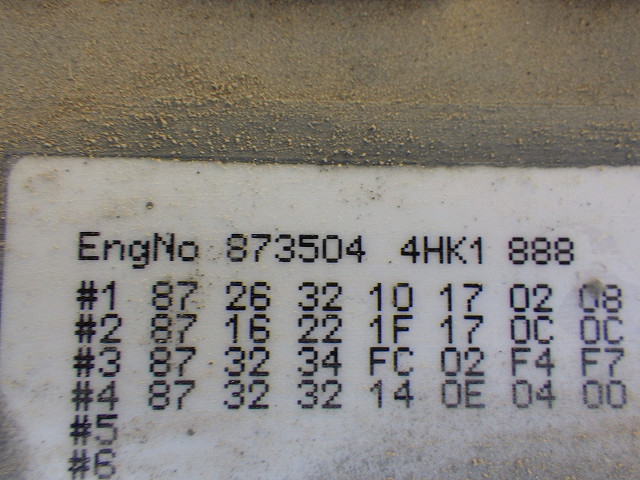 EngNo 873504 4HK1 888
#1 87 26 32 10 17 02 08
#2 87 16 22 1F 17 0C 0C
#3 87 32 34 FC 02 F4 F7
#4 87 32 32 14 0E 04 00
#5
#6